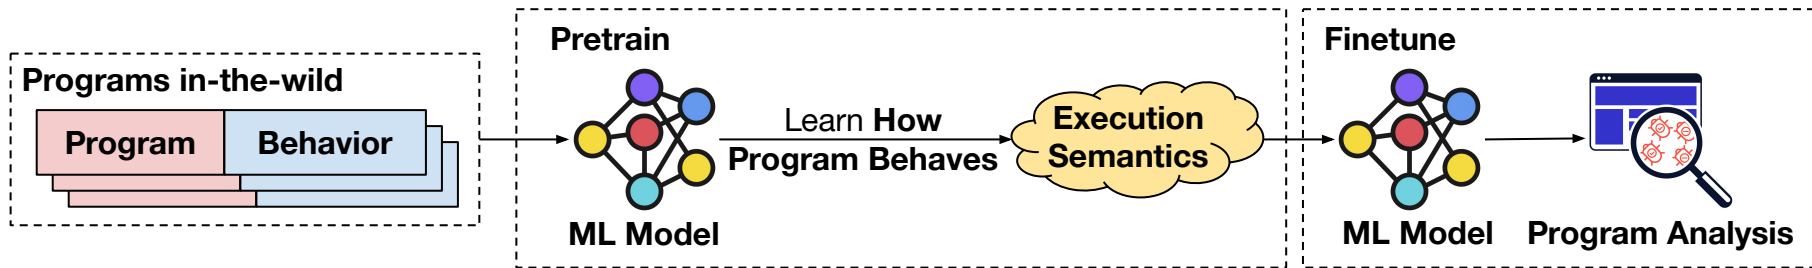 Programs in-the-wild
Program
Behavior
Pretrain
ML Model
Learn How
Program Behaves
Execution
Semantics
Finetune
ML Model
Program Analysis